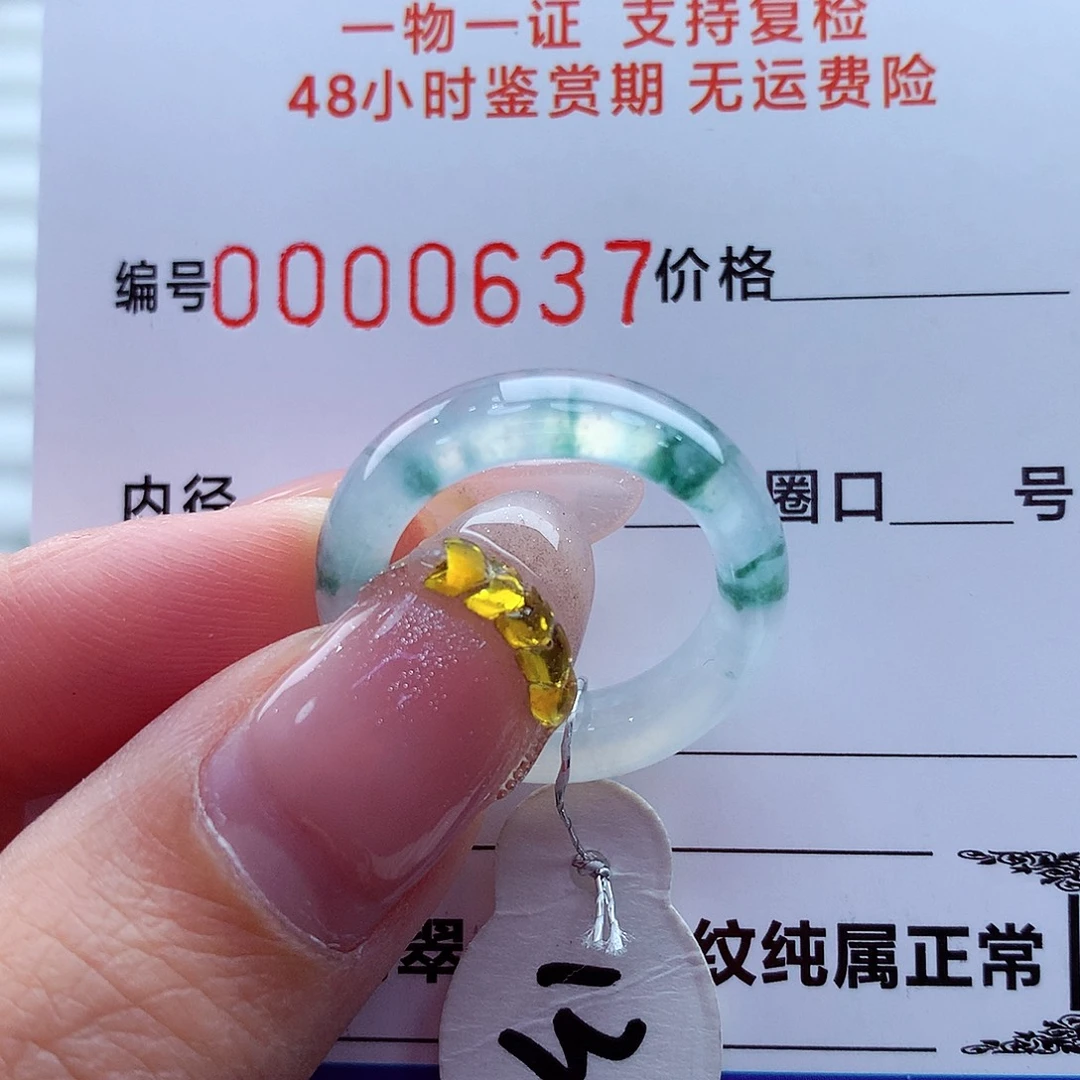 一物一证 支持复检
48小时鉴赏期 无运费险
编号0000637价格
内径 圈口 号
翠 纹纯属正常